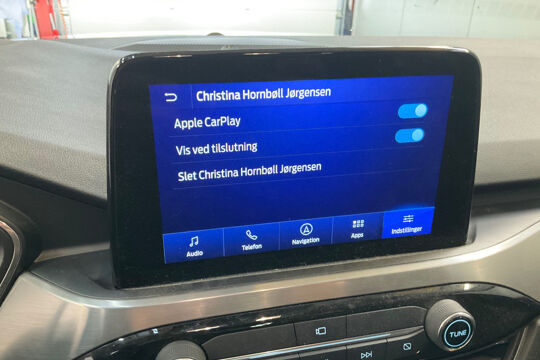 Christina Hornbøll Jørgensen
Apple CarPlay
Vis ved tilslutning
Slet Christina Hornbøll Jørgensen
Audio
Telefon
Navigation
Apps
Indstillinger
TUNE